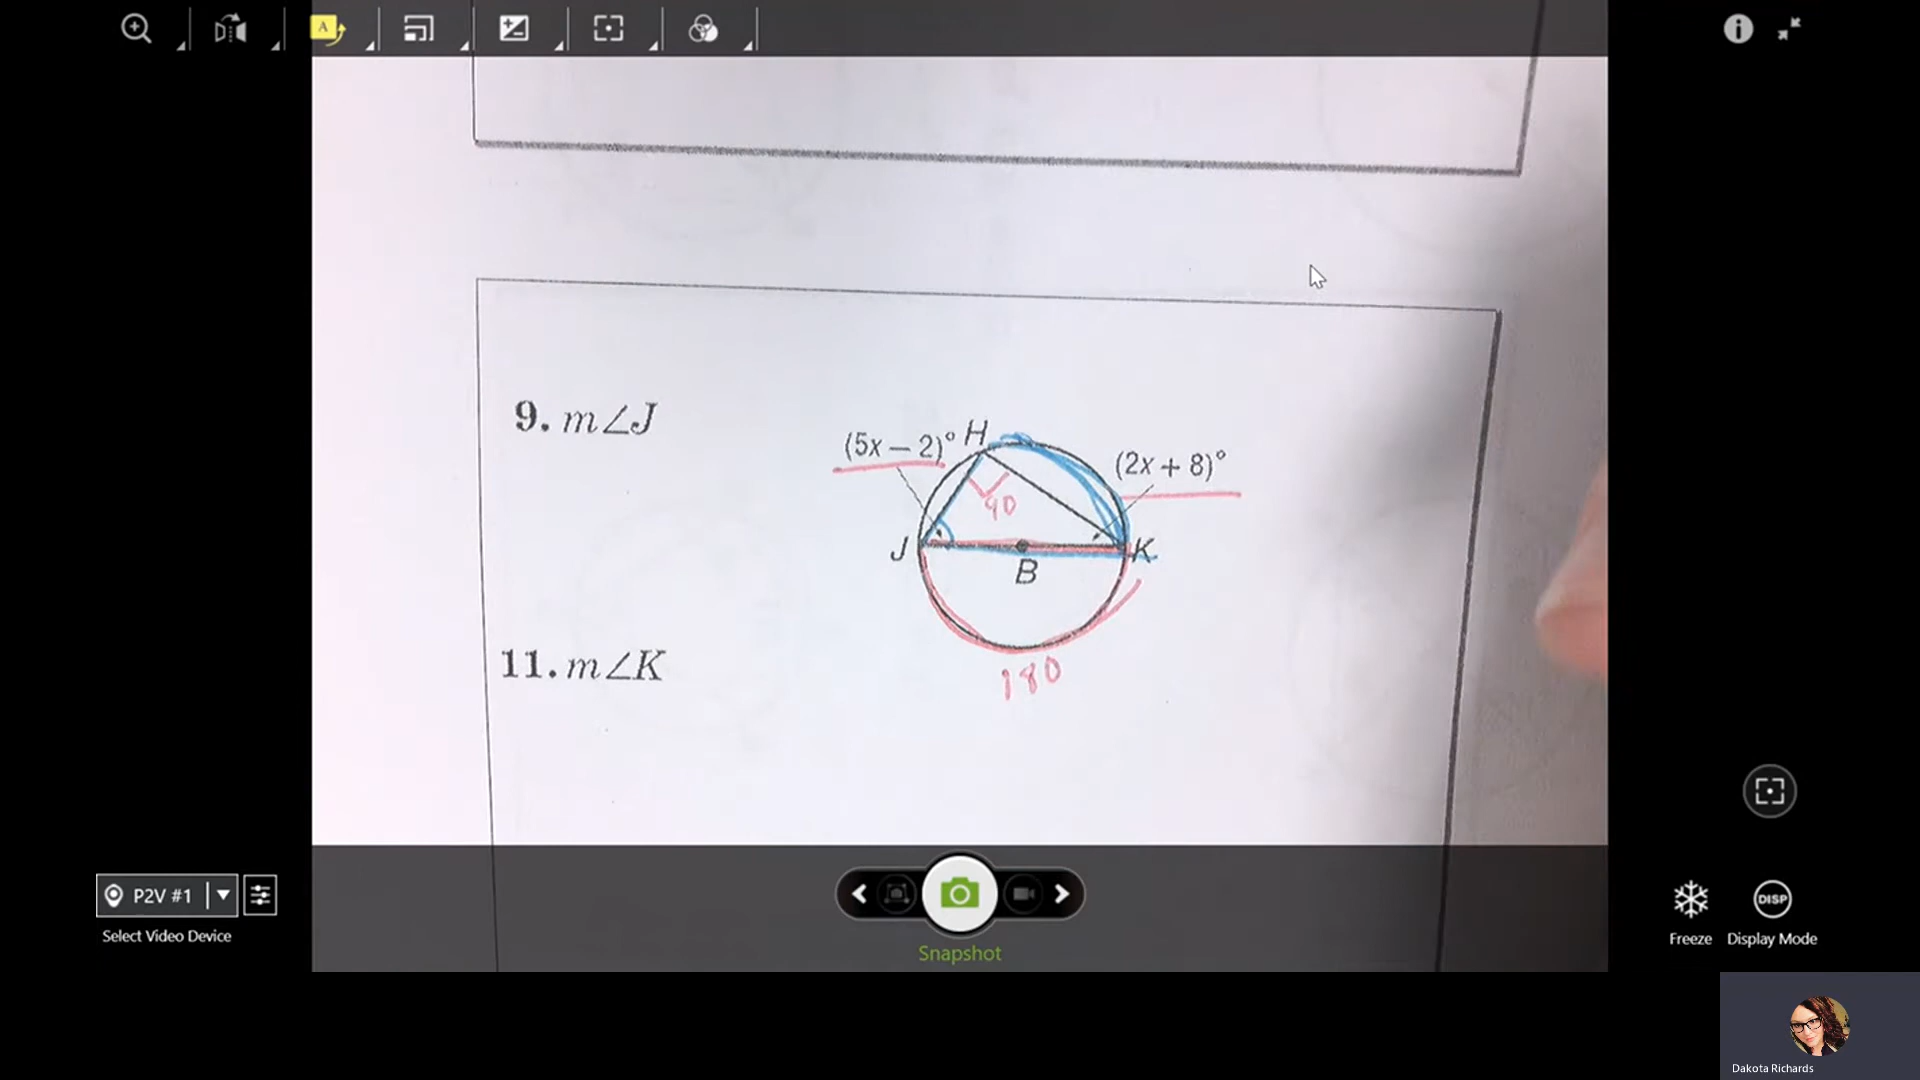 A
9. m∠J
(5x – 2)° H
(2x + 8)°
90
J
K
B
180
11. m∠K
P2V #1
Select Video Device
Snapshot
DISP
Freeze
Display Mode
Dakota Richards